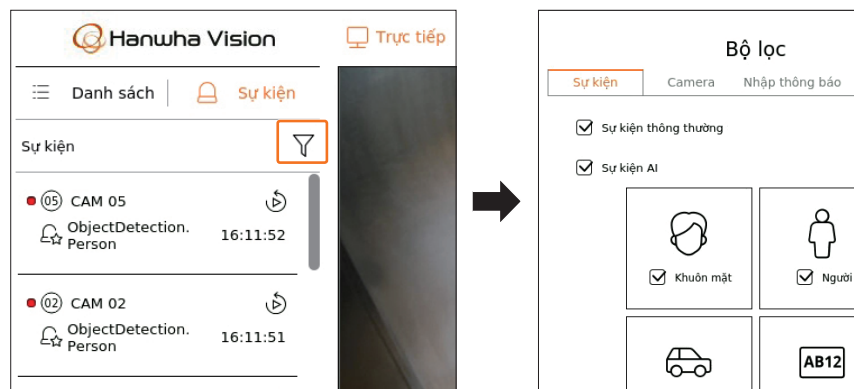 Hanwha Vision
Trực tiếp
Danh sách
Sự kiện
Sự kiện
05 CAM 05
ObjectDetection.
Person
16:11:52
02 CAM 02
ObjectDetection.
Person
16:11:51
Bộ lọc
Sự kiện Camera Nhập thông báo
Sự kiện thông thường
Sự kiện AI
Khuôn mặt
Người
AB12